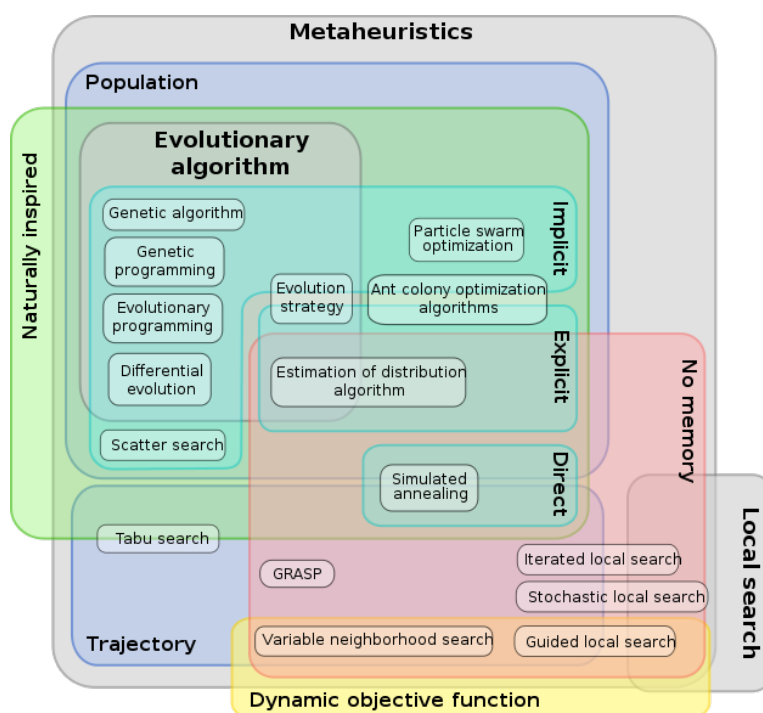 Metaheuristics
Population
Naturally inspired
Evolutionary
algorithm
Genetic algorithm
Implicit
Particle swarm
optimization
Genetic
programming
Evolution
strategy
Ant colony optimization
algorithms
Evolutionary
programming
Explicit
Differential
evolution
Estimation of distribution
algorithm
No memory
Scatter search
Direct
Simulated
annealing
Local search
Tabu search
GRASP
Iterated local search
Stochastic local search
Trajectory
Variable neighborhood search
Guided local search
Dynamic objective function